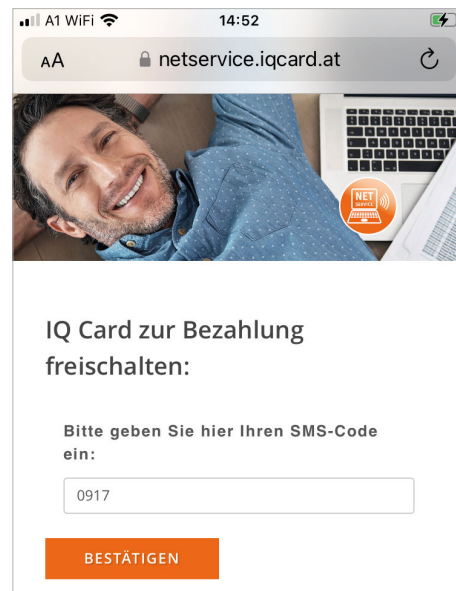 A1 WiFi 14:52
AA netservice.iqcard.at
NET
SERVICE
IQ Card zur Bezahlung
freischalten:
Bitte geben Sie hier Ihren SMS-Code
ein:
0917
BESTÄTIGEN